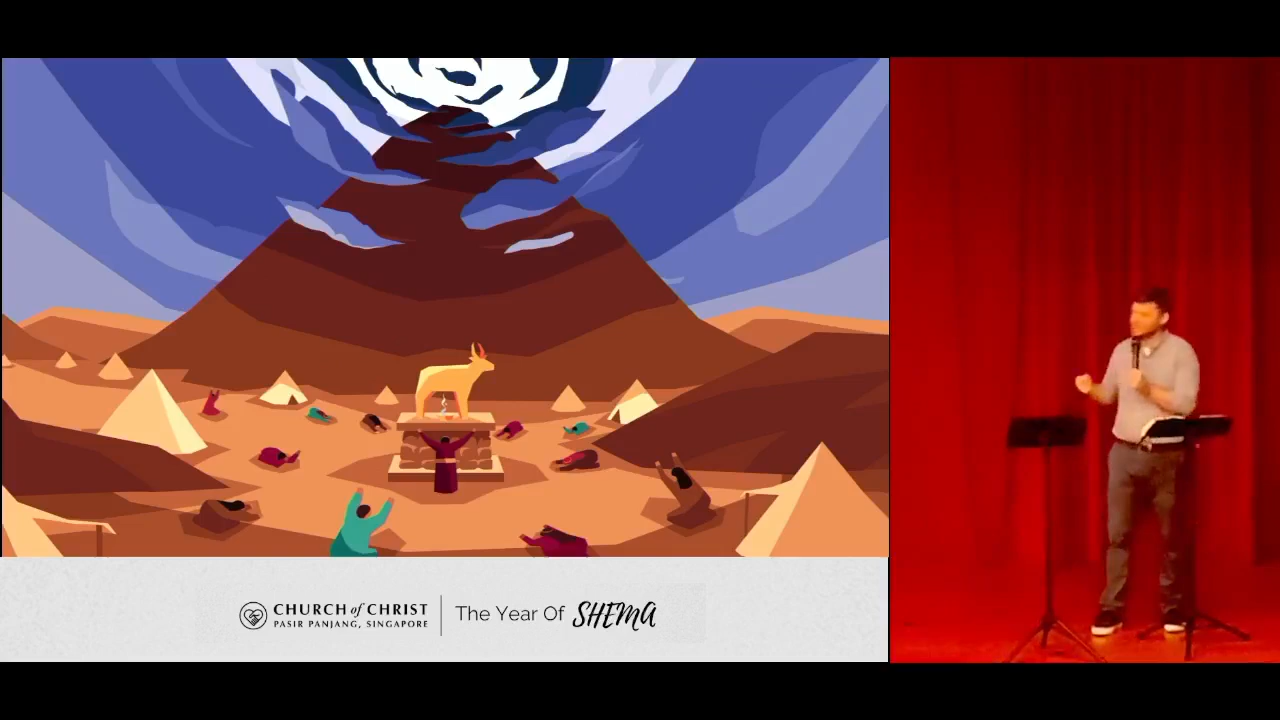 CHURCH of CHRIST
PASIR PANJANG, SINGAPORE
The Year Of SHEMA